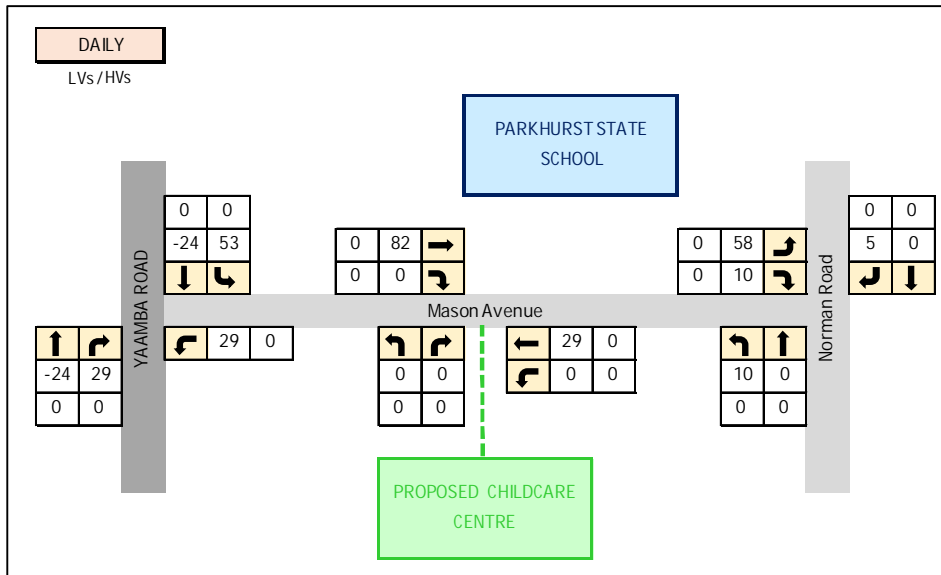 DAILY
LVs / HVs
PARKHURST STATE
SCHOOL
0 0
-24 53
0 82
0 0
0 58
0 10
0 0
5 0
YAAMBA ROAD
Mason Avenue
Norman Road
-24 29
0 0
29 0
0 0
0 0
29 0
0 0
10 0
0 0
PROPOSED CHILDCARE
CENTRE